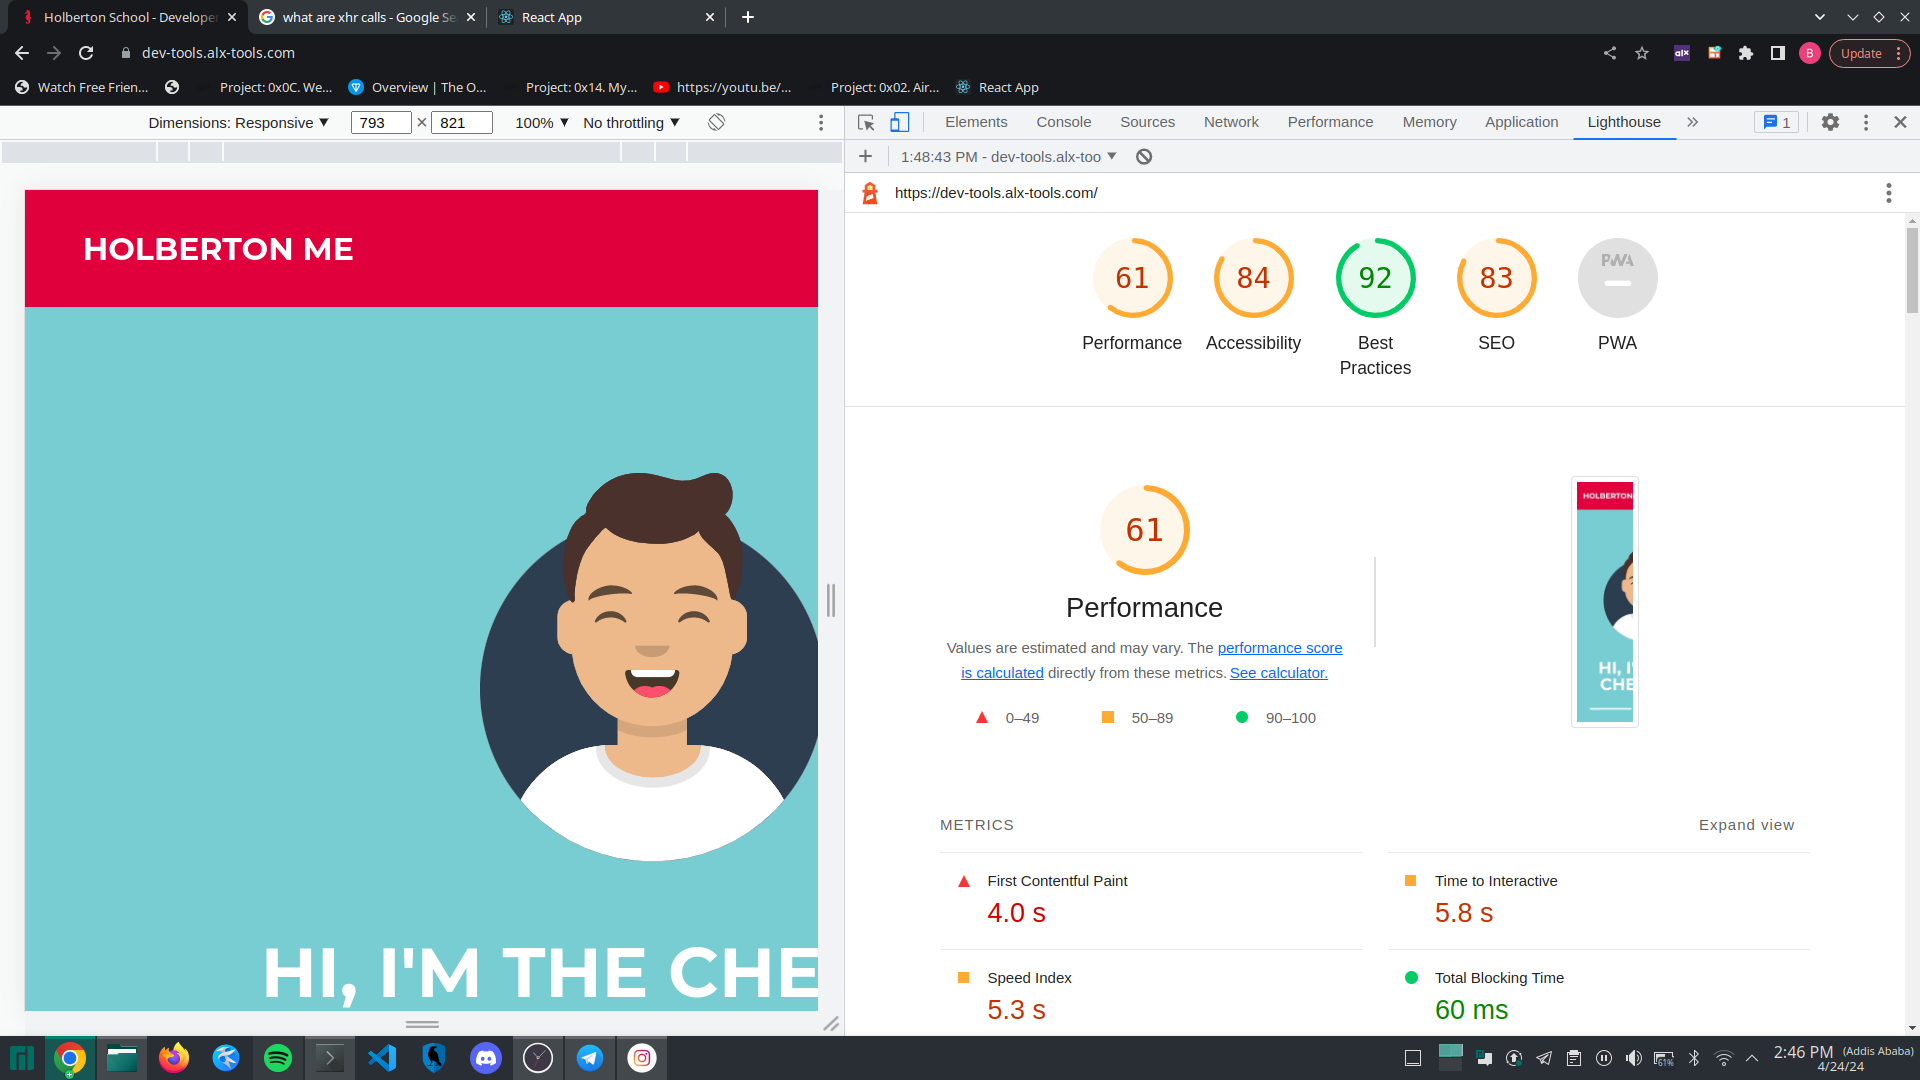 Holberton School - Developer
what are xhr calls - Google Se
React App
dev-tools.alx-tools.com
alx
B
Update
Watch Free Frien...
Project: 0x0C. We...
Overview | The O...
Project: 0x14. My...
https://youtu.be/...
Project: 0x02. Air...
React App
Dimensions: Responsive
793 × 821
100%
No throttling
Elements
Console
Sources
Network
Performance
Memory
Application
Lighthouse
1
1:48:43 PM - dev-tools.alx-too
https://dev-tools.alx-tools.com/
HOLBERTON ME
HI, I'M THE CHE
61
84
92
83
PWA
Performance
Accessibility
Best
Practices
SEO
PWA
61
Performance
Values are estimated and may vary. The performance score
is calculated directly from these metrics. See calculator.
0–49
50–89
90–100
HOLBERTON
HI, I'
CHE
METRICS
Expand view
First Contentful Paint
4.0 s
Time to Interactive
5.8 s
Speed Index
5.3 s
Total Blocking Time
60 ms
61%
2:46 PM
(Addis Ababa)
4/24/24